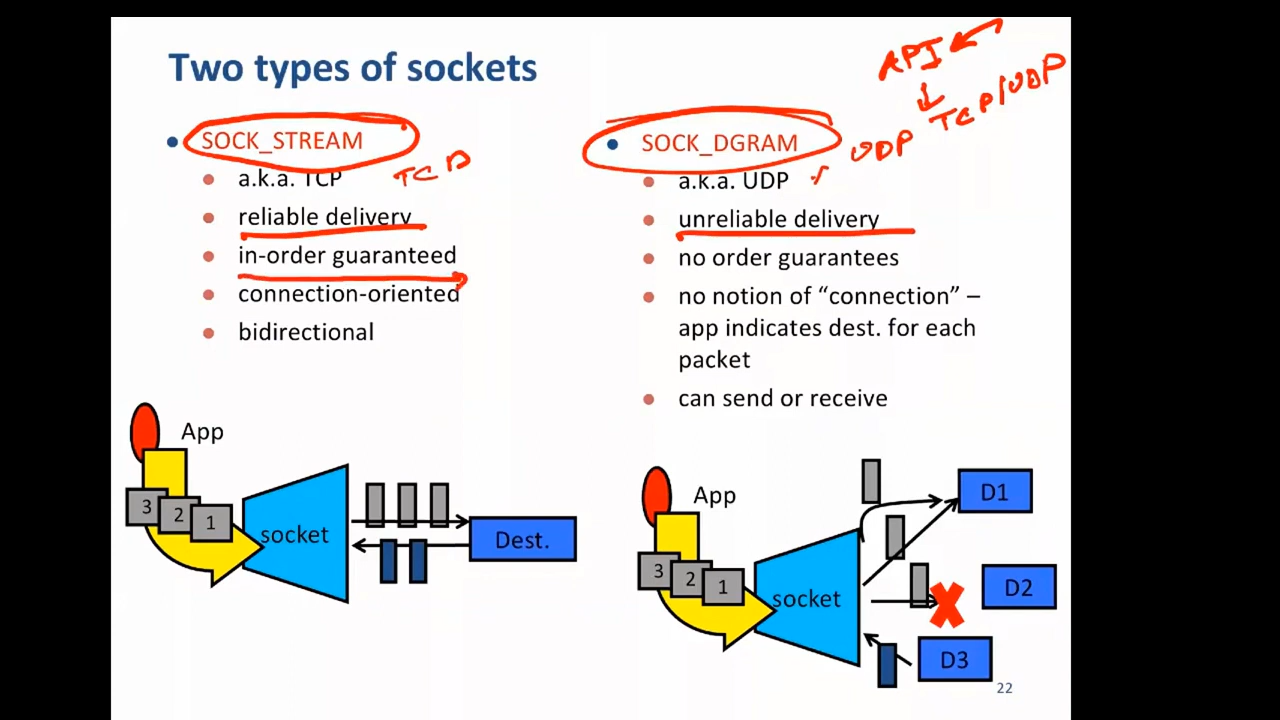 Two types of sockets
API
TCP/UDP
SOCK_STREAM
TCP
a.k.a. TCP
reliable delivery
in-order guaranteed
connection-oriented
bidirectional
SOCK_DGRAM
UDP
a.k.a. UDP
unreliable delivery
no order guarantees
no notion of “connection” –
app indicates dest. for each
packet
can send or receive
App
3 2 1
socket
Dest.
App
3 2 1
socket
D1
D2
D3
22